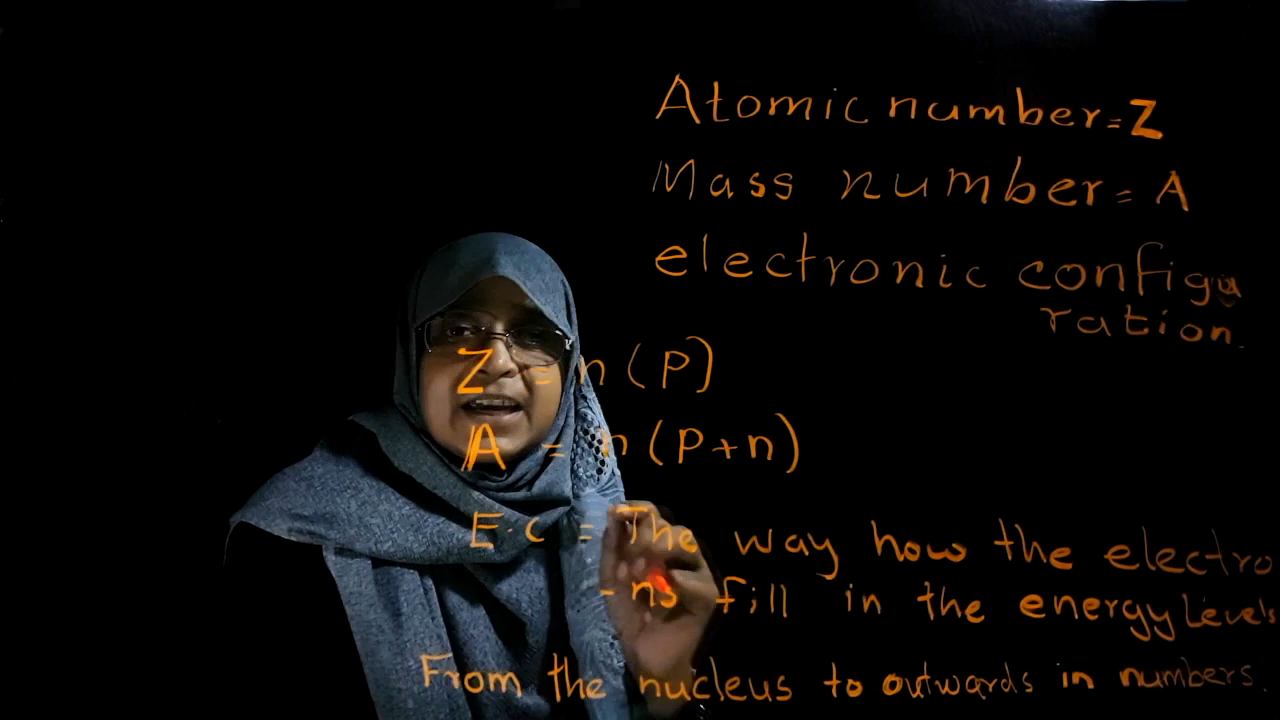 Atomic number = Z
Mass number = A
electronic configu
ration.
Z = n(P)
A = n(P+n)
E.C = The way how the electro
- ns fill in the energy Levels
From the nucleus to outwards in numbers.